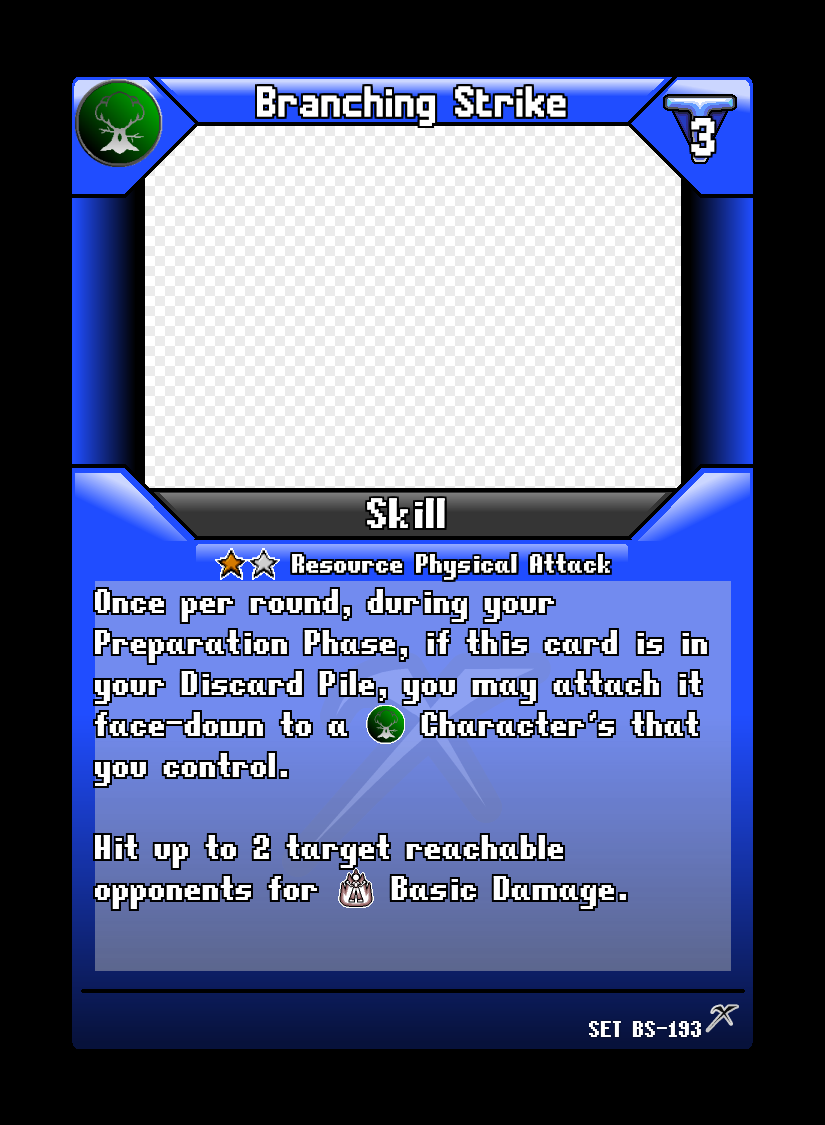 Branching Strike
3
Skill
Resource Physical Attack
Once per round, during your
Preparation Phase, if this card is in
your Discard Pile, you may attach it
face-down to a Character's that
you control.
Hit up to 2 target reachable
opponents for Basic Damage.
SET BS-193